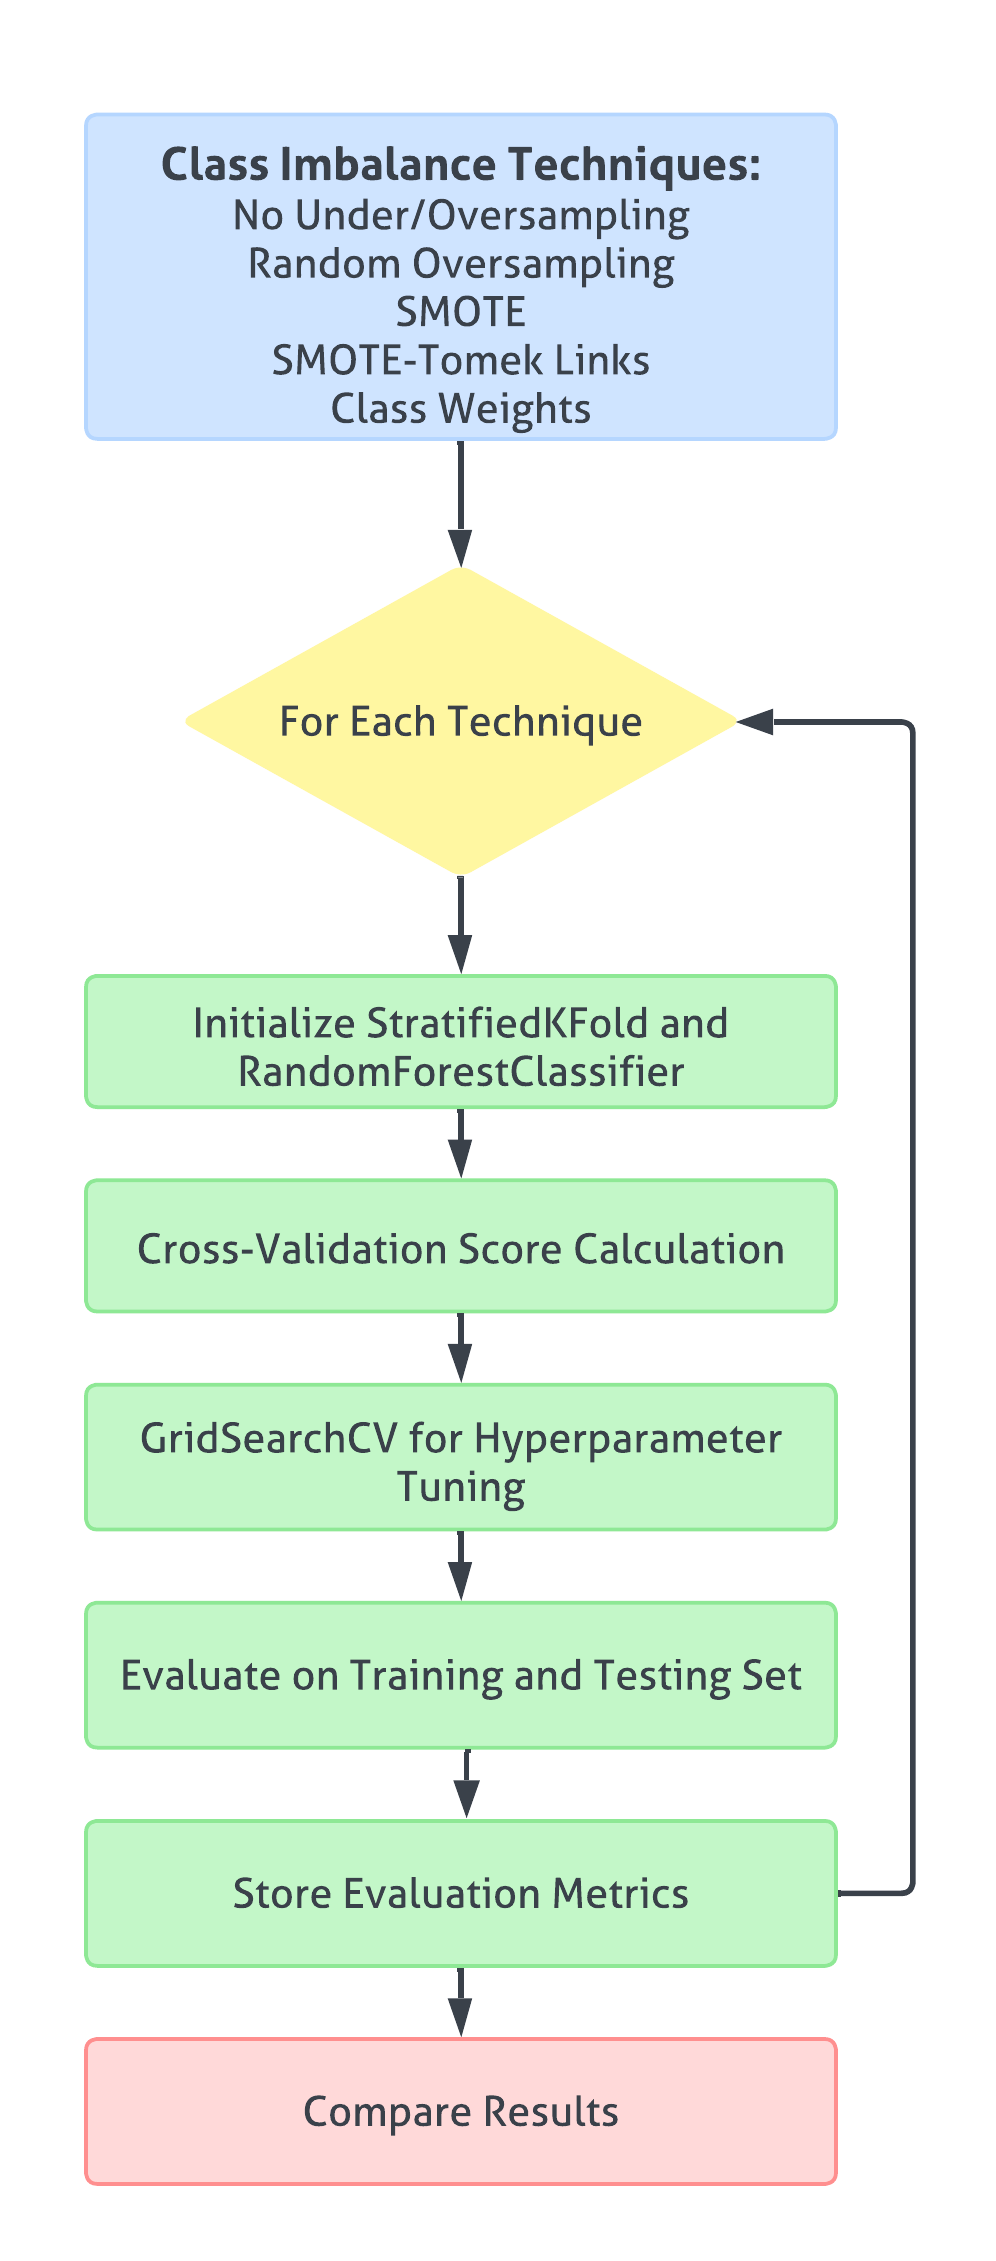 Class Imbalance Techniques:
No Under/Oversampling
Random Oversampling
SMOTE
SMOTE-Tomek Links
Class Weights
For Each Technique
Initialize StratifiedKFold and
RandomForestClassifier
Cross-Validation Score Calculation
GridSearchCV for Hyperparameter
Tuning
Evaluate on Training and Testing Set
Store Evaluation Metrics
Compare Results